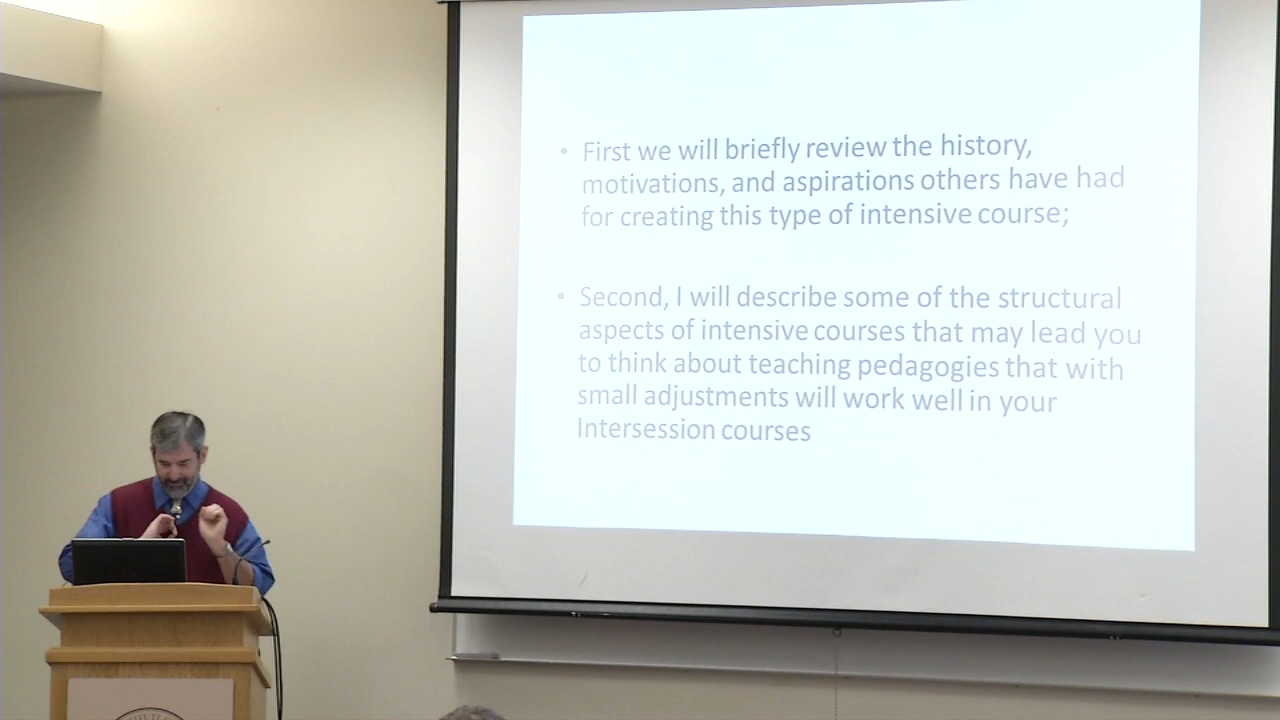 • First we will briefly review the history,
motivations, and aspirations others have had
for creating this type of intensive course;
• Second, I will describe some of the structural
aspects of intensive courses that may lead you
to think about teaching pedagogies that with
small adjustments will work well in your
Intersession courses